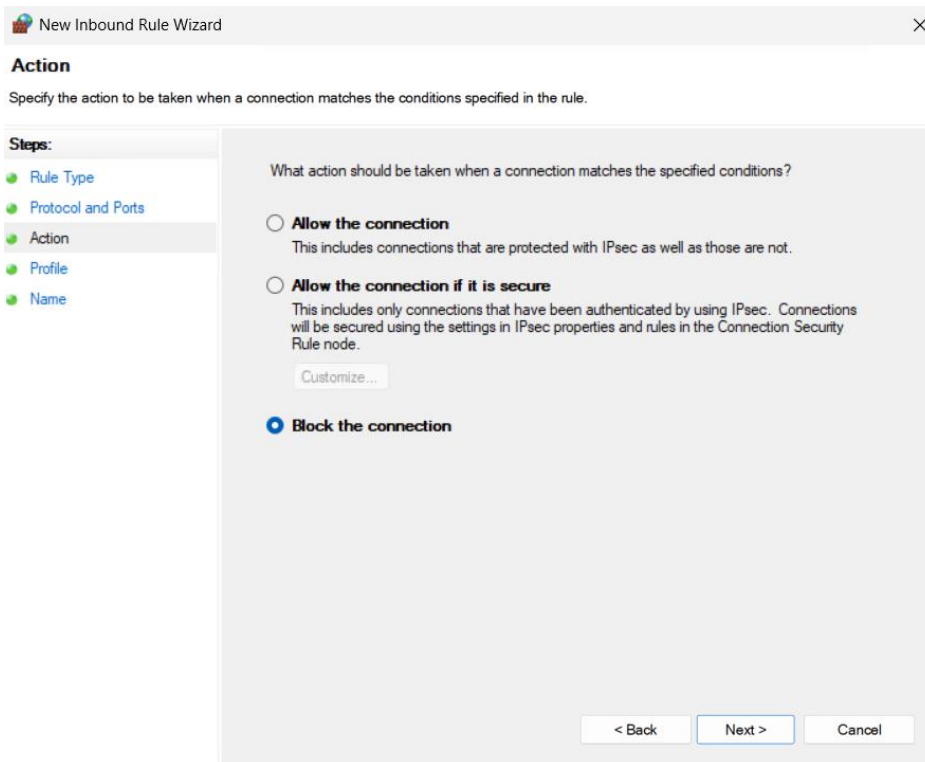 New Inbound Rule Wizard
Action
Specify the action to be taken when a connection matches the conditions specified in the rule.
Steps:
Rule Type
Protocol and Ports
Action
Profile
Name
What action should be taken when a connection matches the specified conditions?
Allow the connection
This includes connections that are protected with IPsec as well as those are not.
Allow the connection if it is secure
This includes only connections that have been authenticated by using IPsec. Connections
will be secured using the settings in IPsec properties and rules in the Connection Security
Rule node.
Customize...
Block the connection
< Back
Next >
Cancel